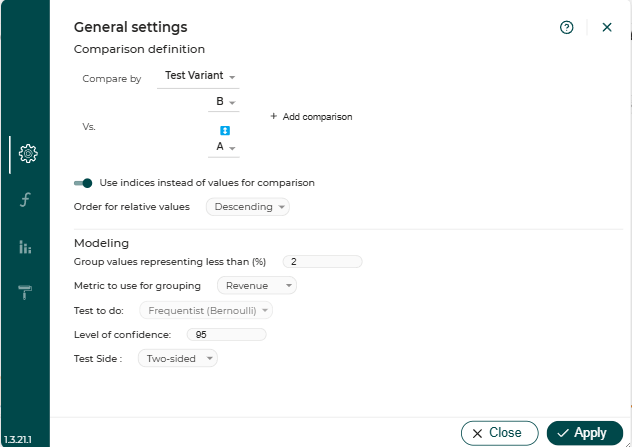 General settings
Comparison definition
Compare by Test Variant
B
Vs.
+ Add comparison
A
Use indices instead of values for comparison
Order for relative values Descending
Modeling
Group values representing less than (%) 2
Metric to use for grouping Revenue
Test to do: Frequentist (Bernoulli)
Level of confidence: 95
Test Side : Two-sided
1.3.21.1
Close Apply